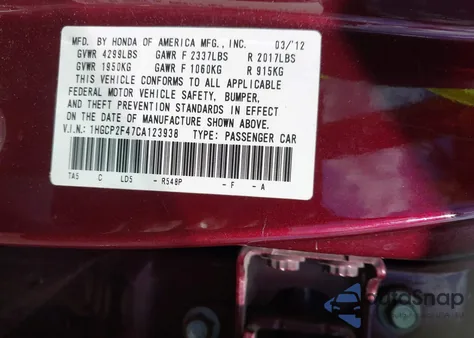 MFD. BY HONDA OF AMERICA MFG., INC. 03/12
GVWR 4299LBS GAWR F 2337LBS R 2017LBS
GVWR 1950KG GAWR F 1060KG R 915KG
THIS VEHICLE CONFORMS TO ALL APPLICABLE
FEDERAL MOTOR VEHICLE SAFETY, BUMPER,
AND THEFT PREVENTION STANDARDS IN EFFECT
ON THE DATE OF MANUFACTURE SHOWN ABOVE.
V.I.N.: 1HGCP2F47CA123938 TYPE: PASSENGER CAR
TA5 C LD5 - R548P - F - A
autoSnap